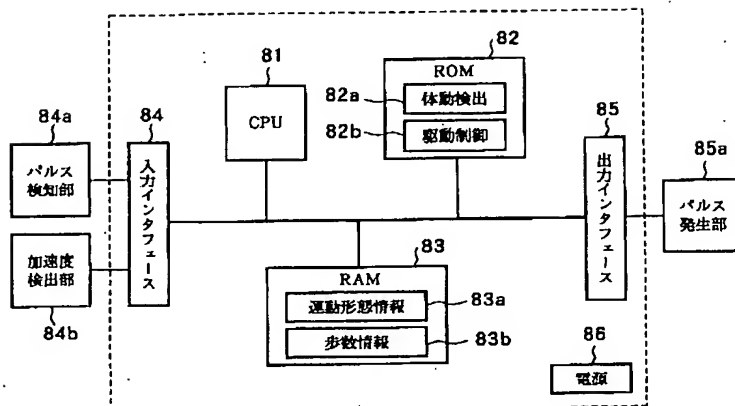 81
CPU
82
ROM
82a
体動検出
82b
駆動制御
84a
パルス
検知部
84
入力インタフェース
加速度
検出部
84b
85
出力インタフェース
85a
パルス
発生部
83
RAM
運動形態情報
83a
歩数情報
83b
86
電源